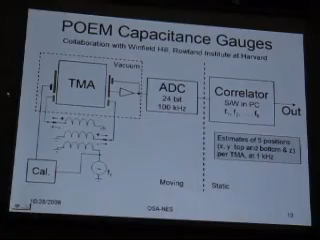 POEM Capacitance Gauges
Collaboration with Winfield Hill, Rowland Institute at Harvard
Vacuum
TMA
ADC
24 bit
100 kHz
Correlator
S/W in PC
Out
Estimates of 5 positions
(x, y: top and bottom & z)
per TMA, at 1 kHz
Cal.
Moving
Static
10/28/2009
OSA-NES
13